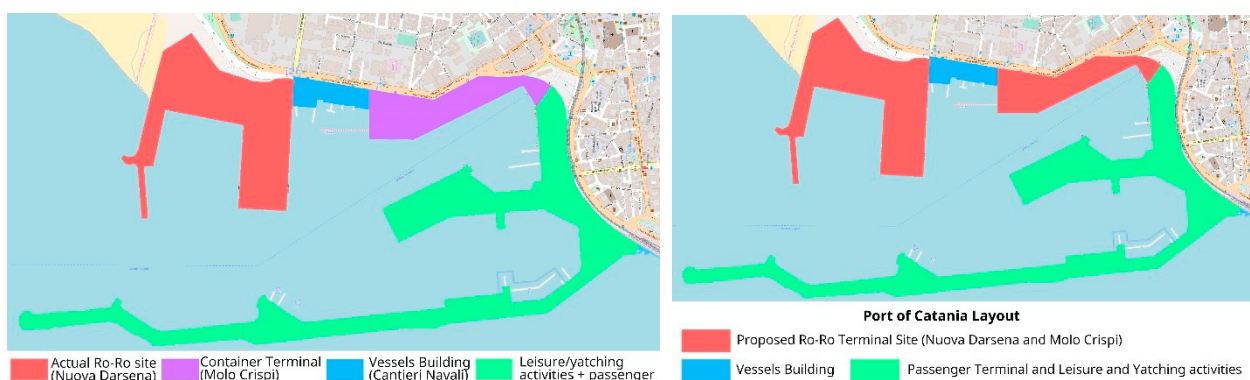 Actual Ro-Ro site
(Nuova Darsena)
Container Terminal
(Molo Crispi)
Vessels Building
(Cantieri Navali)
Leisure/yatching
activities + passenger
Port of Catania Layout
Proposed Ro-Ro Terminal Site (Nuova Darsena and Molo Crispi)
Vessels Building
Passenger Terminal and Leisure and Yatching activities